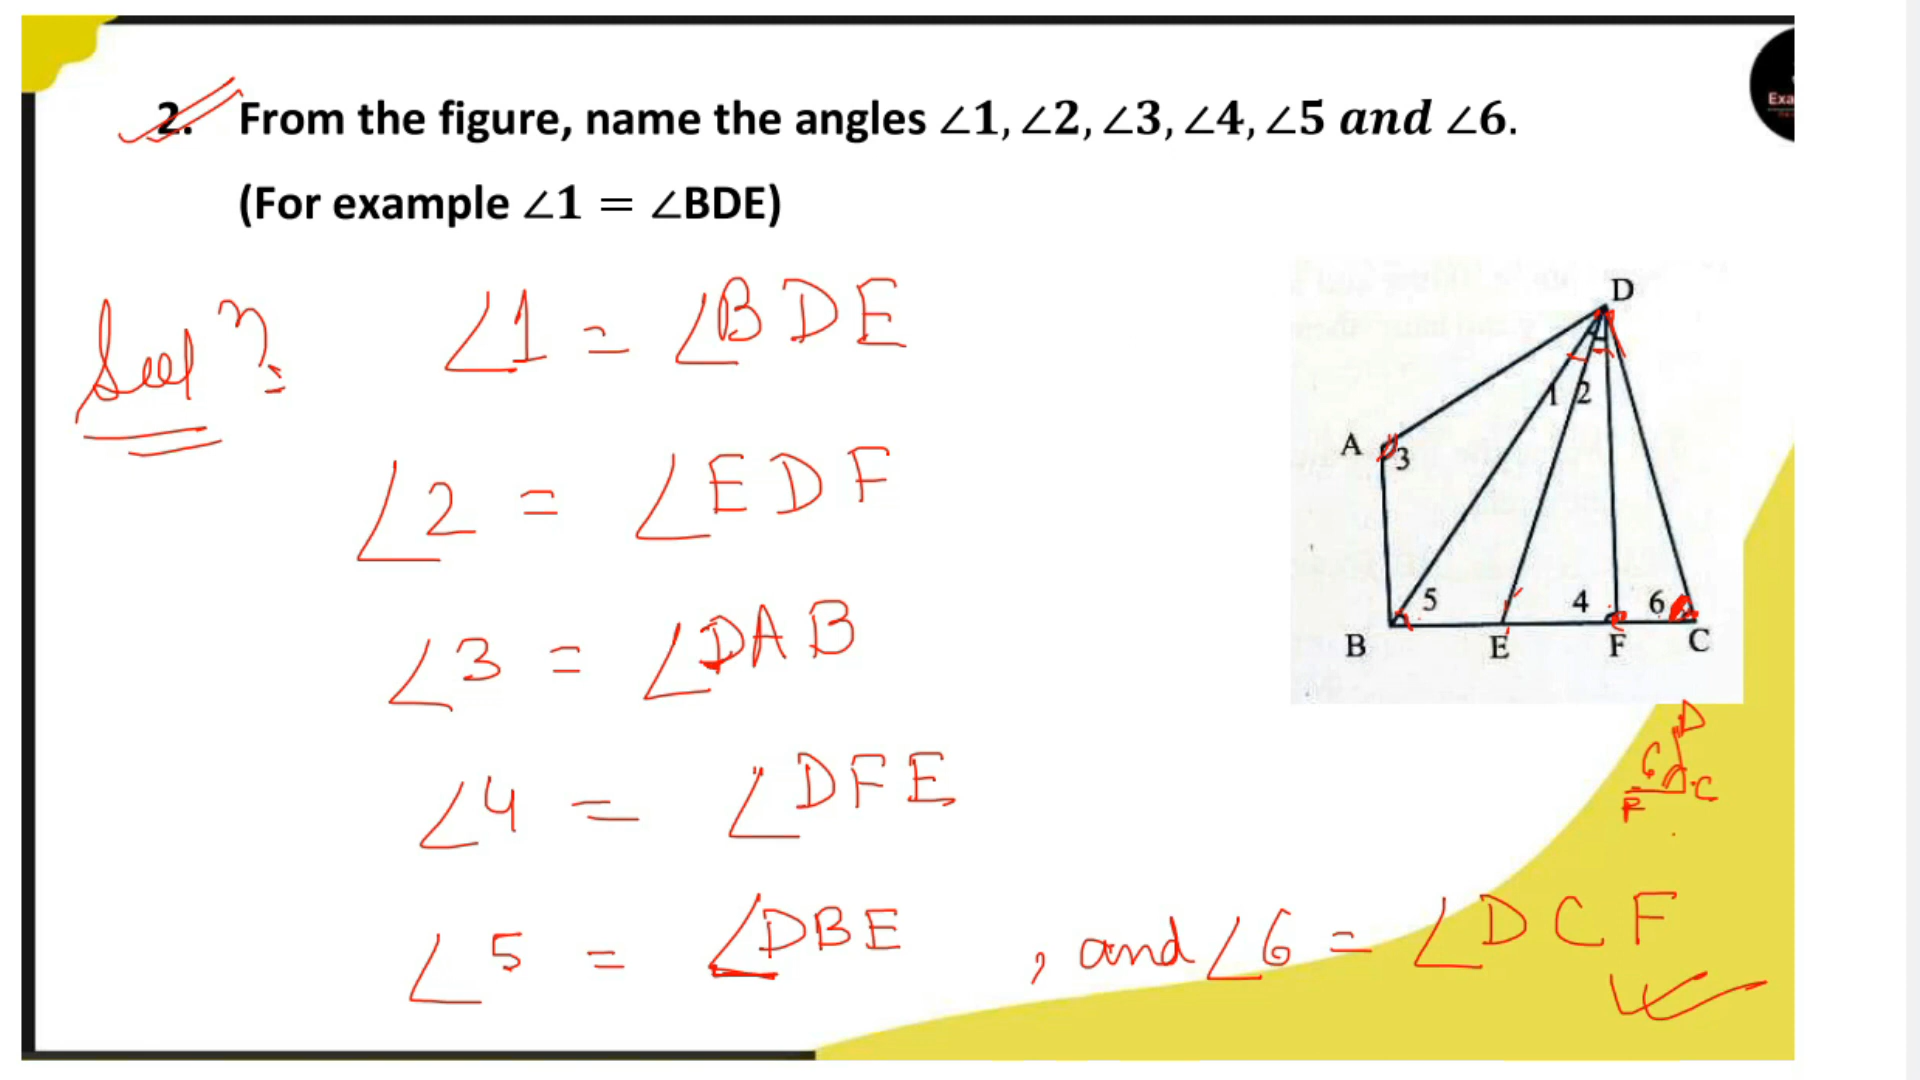 2. From the figure, name the angles ∠1, ∠2, ∠3, ∠4, ∠5 and ∠6.
(For example ∠1 = ∠BDE)
Exa
Sol n:
∠1 = ∠BDE
∠2 = ∠EDF
∠3 = ∠DAB
∠4 = ∠DFE
∠5 = ∠DBE , and ∠6 = ∠DCF
D
1 2
A 3
5 4 6
B E F C
D
6
C
F